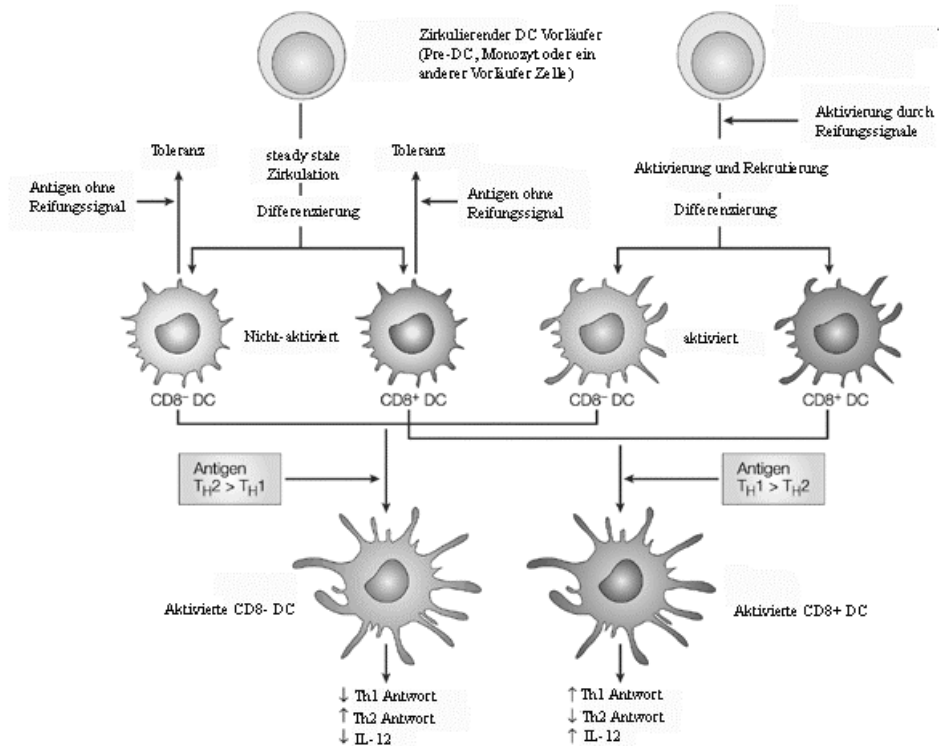 Zirkulierender DC Vorläufer
(Pre-DC, Monozyt oder ein
anderer Vorläufer Zelle)
Aktivierung durch
Reifungssignale
Toleranz
steady state
Zirkulation
Toleranz
Aktivierung und Rekrutierung
Antigen ohne
Reifungssignal
Antigen ohne
Reifungssignal
Differenzierung
Differenzierung
Nicht-aktiviert
aktiviert
CD8⁻ DC
CD8⁺ DC
CD8⁻ DC
CD8⁺ DC
Antigen
TH2 > TH1
Antigen
TH1 > TH2
Aktivierte CD8- DC
Aktivierte CD8+ DC
↓ Th1 Antwort
↑ Th2 Antwort
↓ IL-12
↑ Th1 Antwort
↓ Th2 Antwort
↑ IL-12